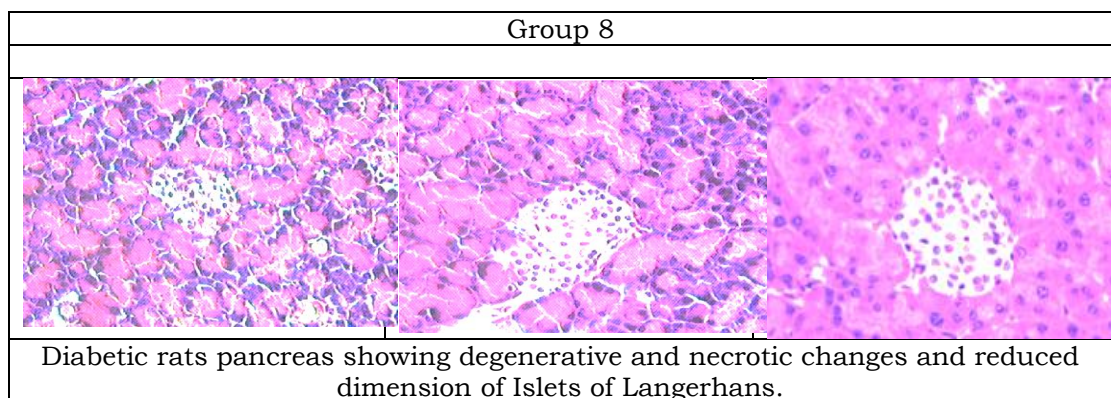 Group 8
Diabetic rats pancreas showing degenerative and necrotic changes and reduced
dimension of Islets of Langerhans.